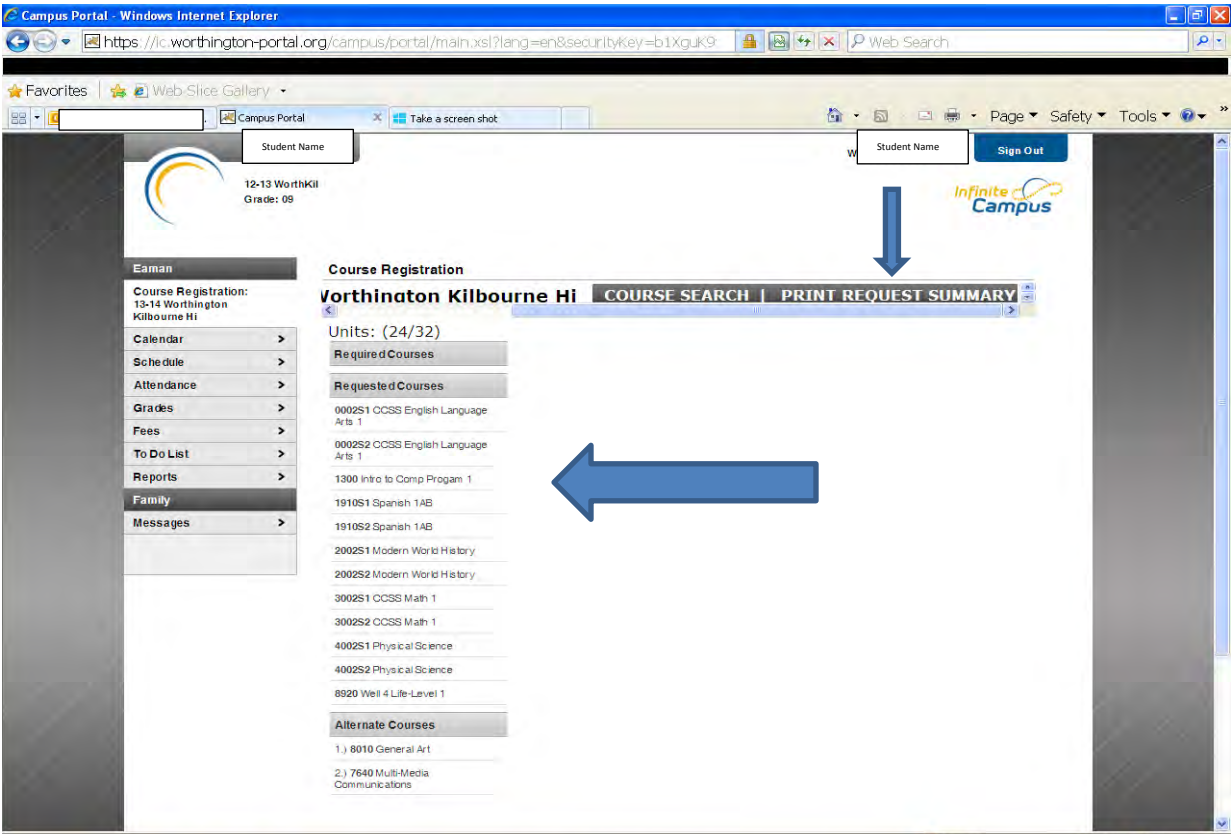 Campus Portal - Windows Internet Explorer
https://ic.worthington-portal.org/campus/portal/main.xsl?lang=en&securityKey=b1XguK9
Web Search
Favorites
Web Slice Gallery
Campus Portal
Take a screen shot
Page
Safety
Tools
Student Name
W
Student Name
Sign Out
12-13 WorthKil
Grade: 09
Infinite
Campus
Eaman
Course Registration:
13-14 Worthington
Kilbourne Hi
Calendar
Schedule
Attendance
Grades
Fees
To Do List
Reports
Family
Messages
Course Registration
Worthington Kilbourne Hi COURSE SEARCH | PRINT REQUEST SUMMARY
Units: (24/32)
Required Courses
Requested Courses
0002S1 CCSS English Language
Arts 1
0002S2 CCSS English Language
Arts 1
1300 Intro to Comp Progam 1
1910S1 Spanish 1AB
1910S2 Spanish 1AB
2002S1 Modern World History
2002S2 Modern World History
3002S1 CCSS Math 1
3002S2 CCSS Math 1
4002S1 Physical Science
4002S2 Physical Science
8920 Well 4 Life-Level 1
Alternate Courses
1.) 8010 General Art
2.) 7640 Multi-Media
Communications